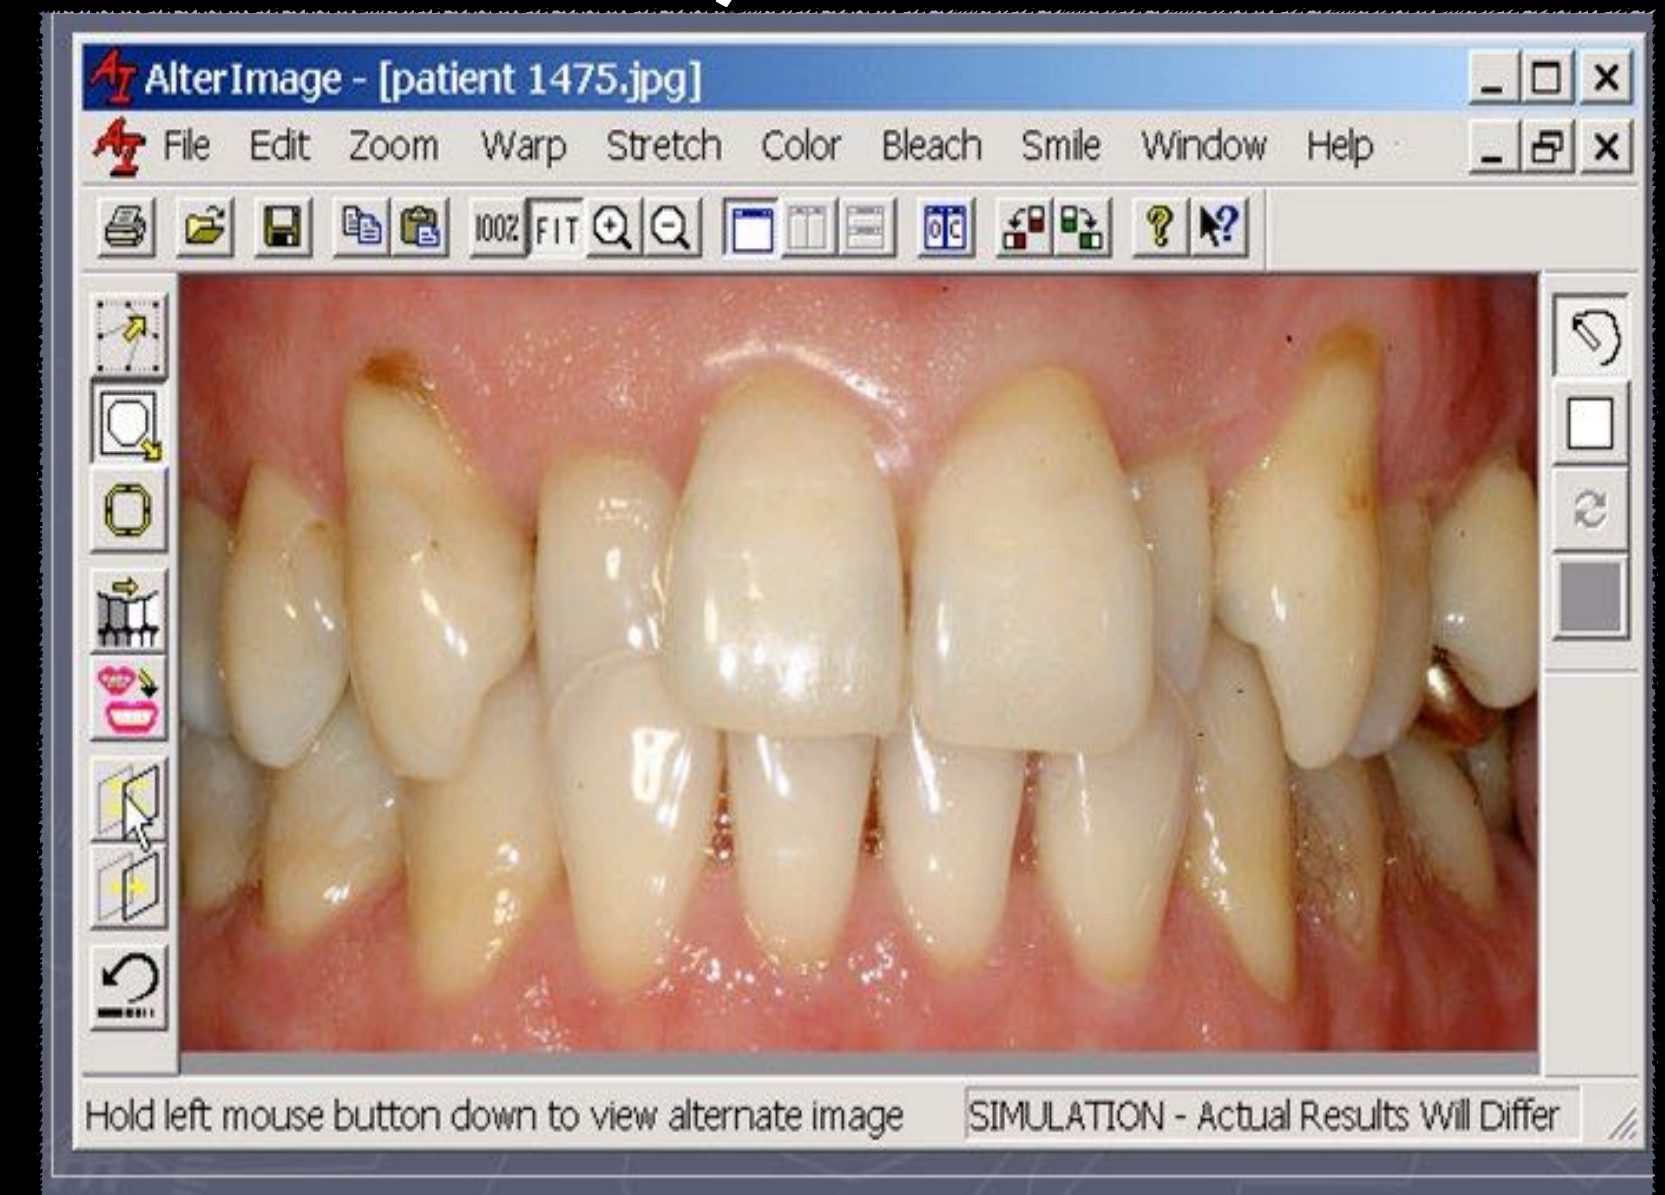 AlterImage - [patient 1475.jpg]
File Edit Zoom Warp Stretch Color Bleach Smile Window Help
100% FIT ? ?
Hold left mouse button down to view alternate image
SIMULATION - Actual Results Will Differ